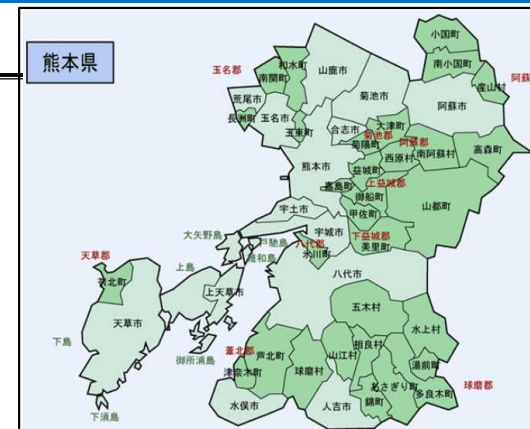 熊本県
小国町
南小国町
産山村
阿蘇
玉名郡
和水町
南関町
山鹿市
菊池市
阿蘇市
荒尾市
長洲町
玉名市
玉東町
合志市
大津町
菊池郡
菊陽町
阿蘇郡
西原村
南阿蘇村
高森町
熊本市
益城町
嘉島町
上益城郡
御船町
甲佐町
山都町
宇土市
宇城市
下益城郡
美里町
大矢野島
戸馳島
維和島
八代郡
氷川町
八代市
天草郡
苓北町
上島
上天草市
天草市
下島
御所浦島
下須島
五木村
水上村
葦北郡
芦北町
津奈木町
球磨村
山江村
相良村
湯前町
あさぎり町
多良木町
錦町
球磨郡
水俣市
人吉市